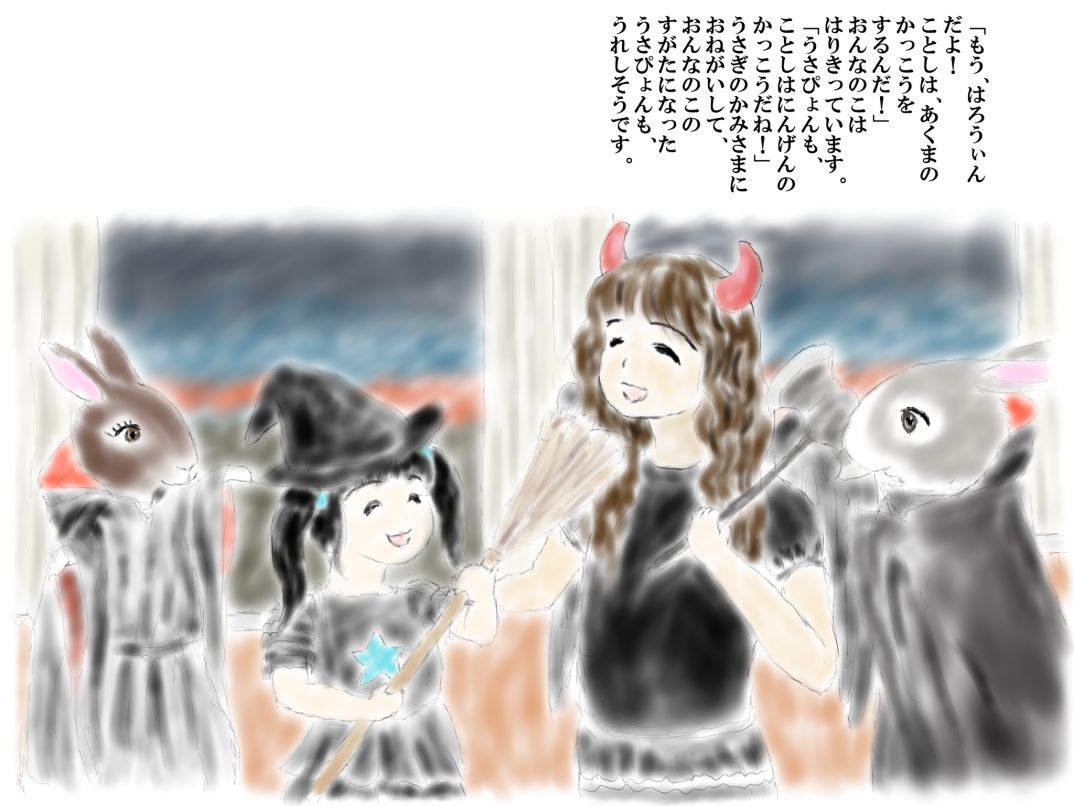 「もう、はろうぃん
だよ！
ことしは、あくまの
かっこうを
するんだ！」
おんなのこは
はりきっています。
「うさぴょんも、
ことしはにんげんの
かっこうだね！」
うさぎのかみさまに
おねがいして、
おんなのこの
すがたになった
うさぴょんも、
うれしそうです。